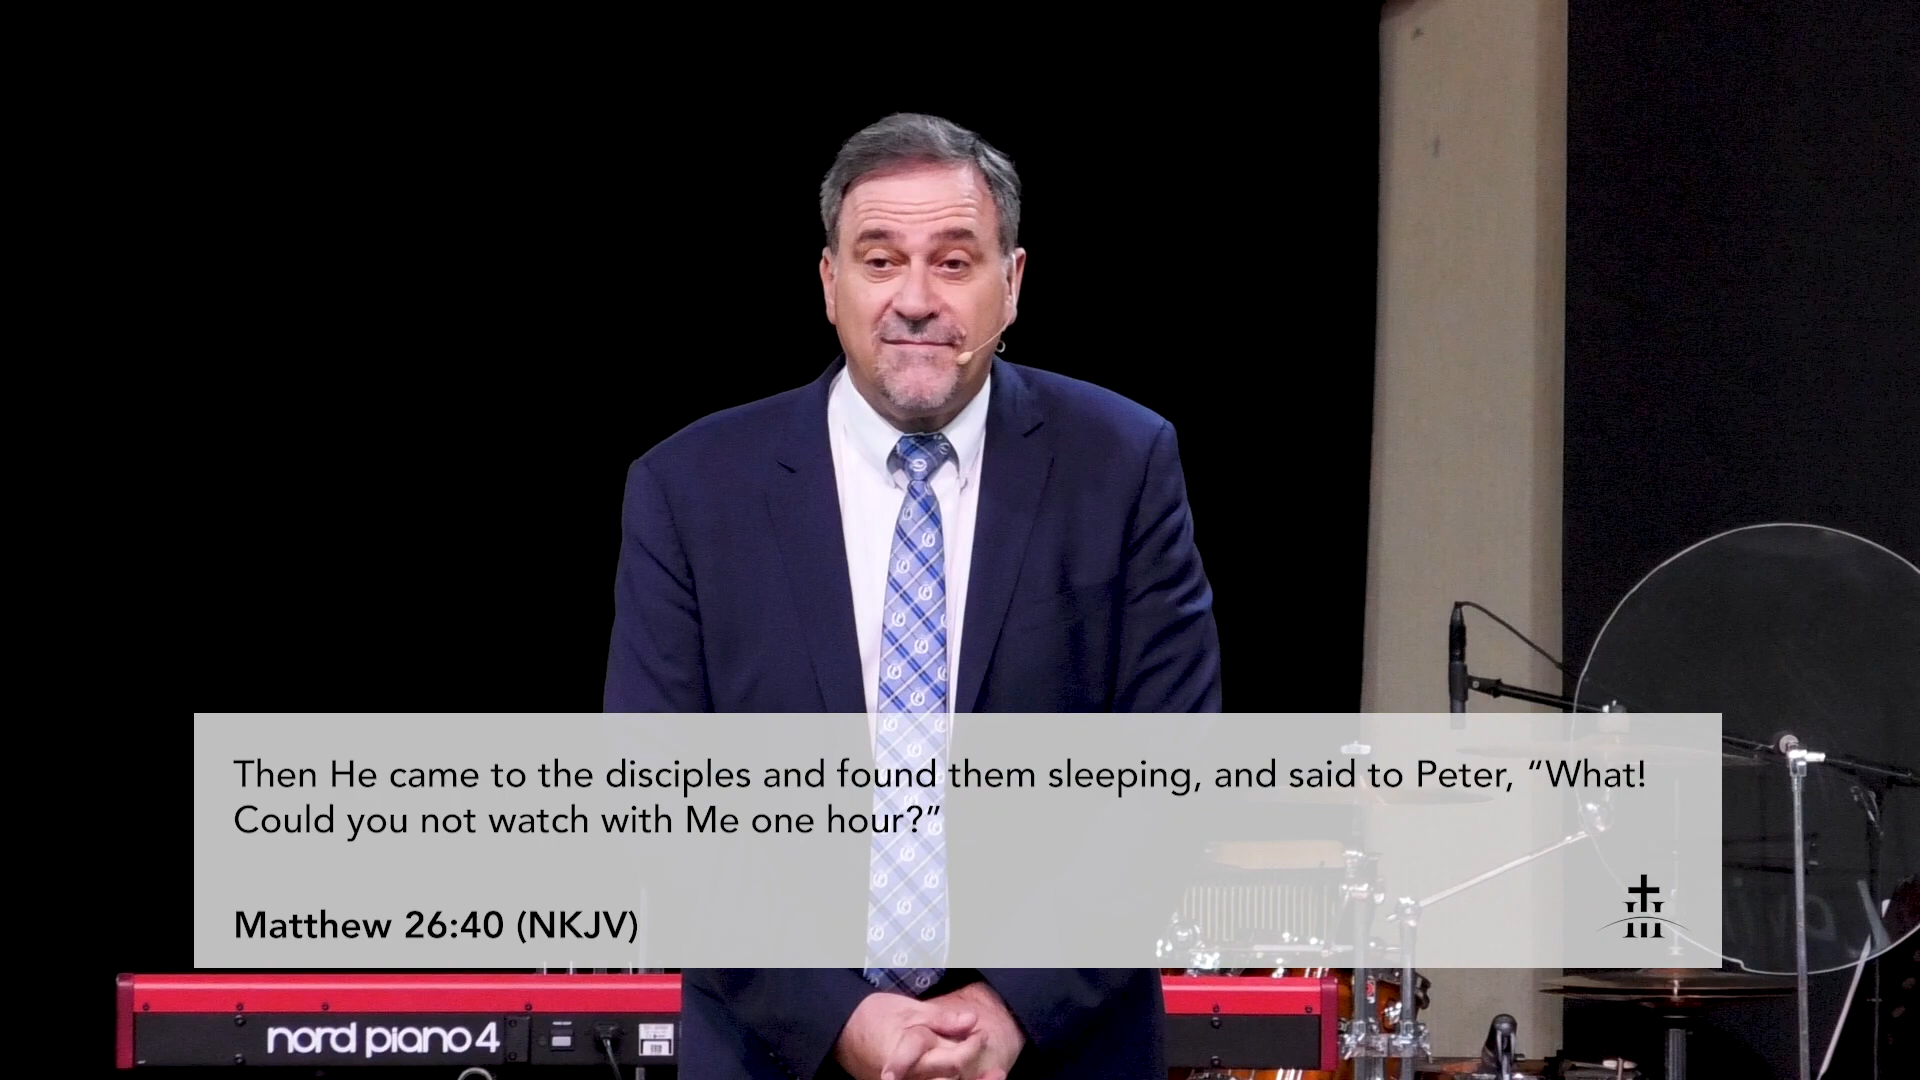 Then He came to the disciples and found them sleeping, and said to Peter, “What!
Could you not watch with Me one hour?”
Matthew 26:40 (NKJV)
nord piano 4